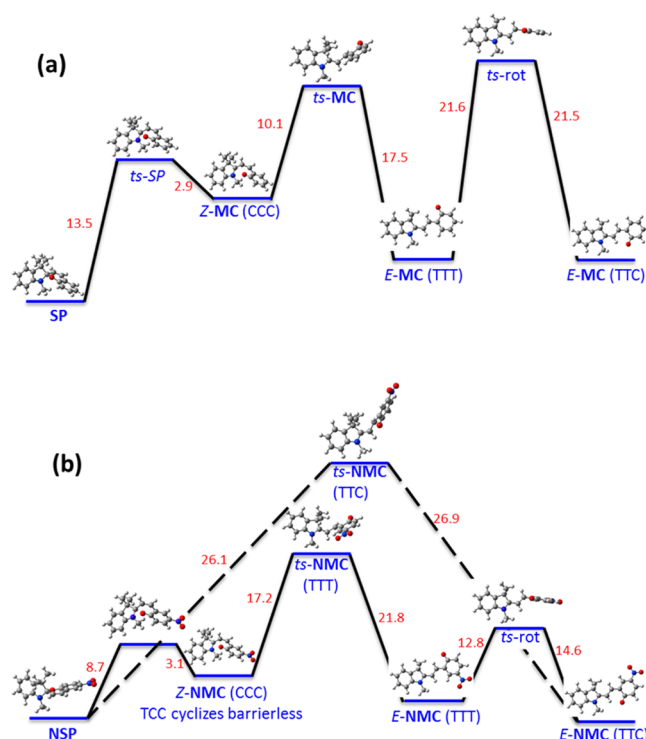 (a)
ts-rot
ts-MC
10.1
21.6
21.5
17.5
ts-SP
2.9
Z-MC (CCC)
13.5
E-MC (TTT)
E-MC (TTC)
SP
(b)
ts-NMC
(TTC)
26.1
26.9
ts-NMC
(TTT)
17.2
21.8
8.7
3.1
12.8
ts-rot
14.6
Z-NMC (CCC)
TCC cyclizes barrierless
E-NMC (TTT)
NSP
E-NMC (TTC)